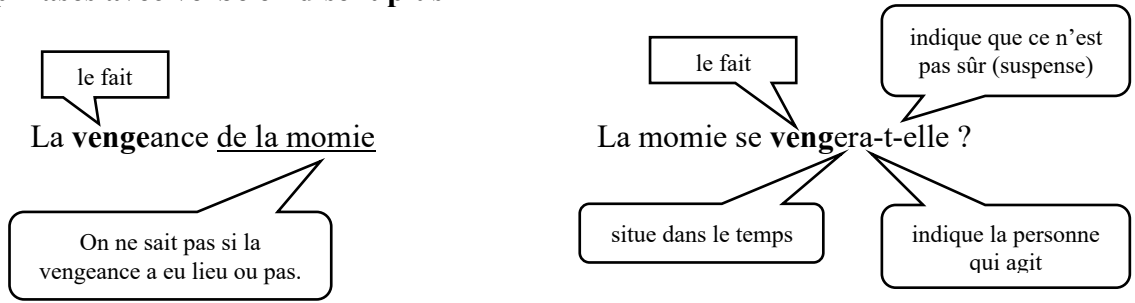 indique que ce n'est
pas sûr (suspense)
le fait
le fait
La vengeance de la momie
La momie se vengera-t-elle ?
On ne sait pas si la
vengeance a eu lieu ou pas.
situe dans le temps
indique la personne
qui agit